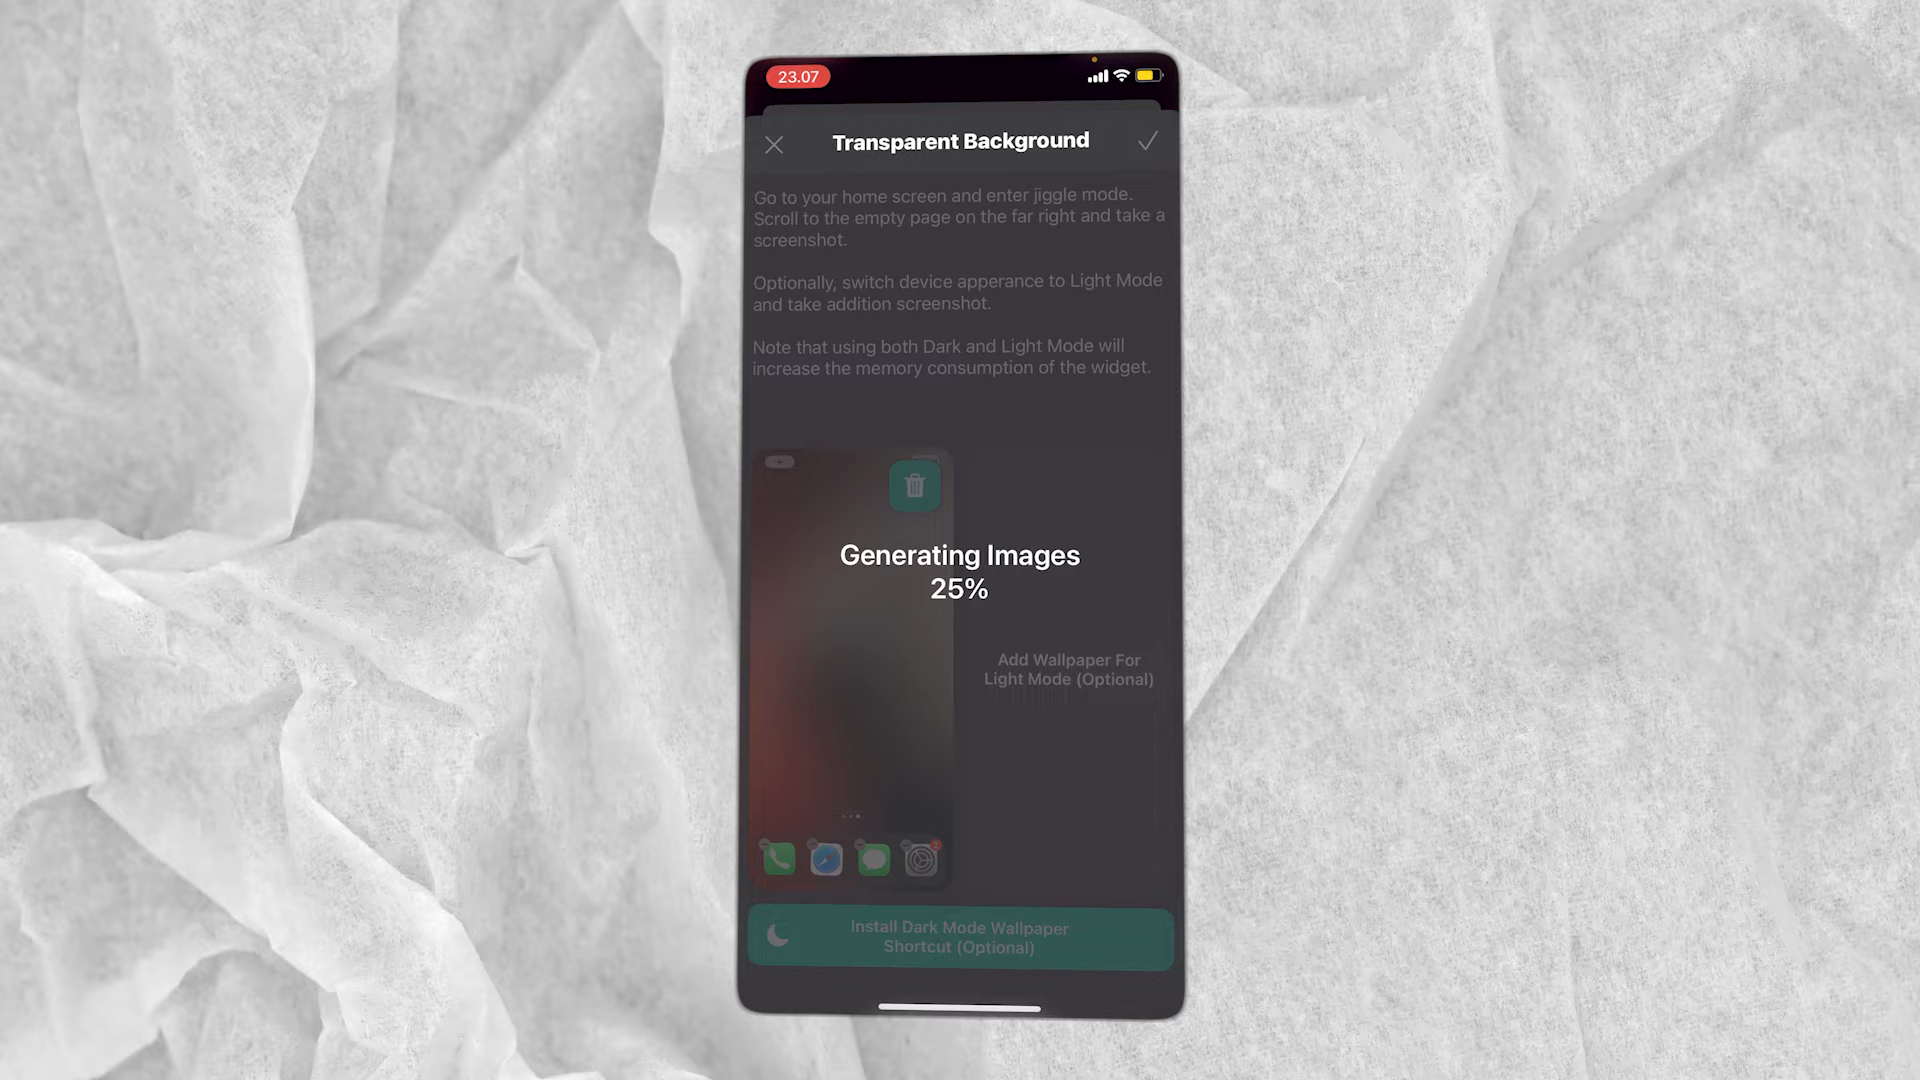 23.07
Transparent Background
Go to your home screen and enter jiggle mode.
Scroll to the empty page on the far right and take a
screenshot.
Optionally, switch device apperance to Light Mode
and take addition screenshot.
Note that using both Dark and Light Mode will
increase the memory consumption of the widget.
Generating Images
25%
Add Wallpaper For
Light Mode (Optional)
Install Dark Mode Wallpaper
Shortcut (Optional)